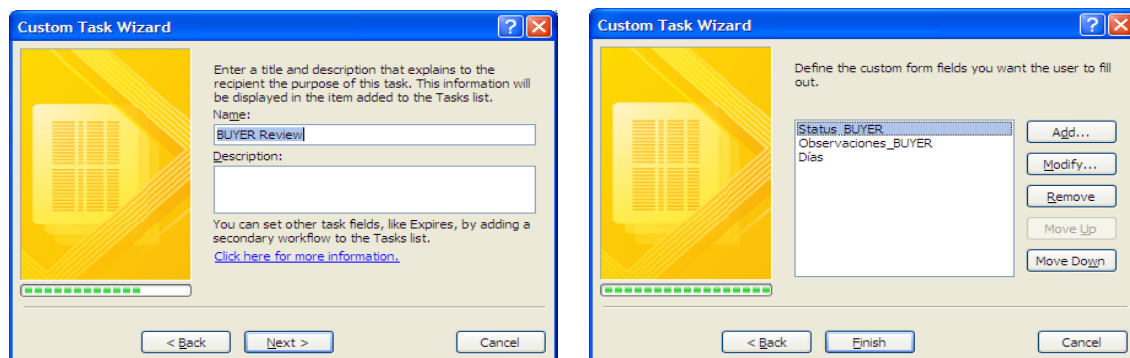 Custom Task Wizard
Enter a title and description that explains to the
recipient the purpose of this task. This information will
be displayed in the item added to the Tasks list.
Name:
BUYER Review
Description:
You can set other task fields, like Expires, by adding a
secondary workflow to the Tasks list.
Click here for more information.
< Back
Next >
Cancel
Custom Task Wizard
Define the custom form fields you want the user to fill
out.
Status_BUYER
Observaciones_BUYER
Días
Add...
Modify...
Remove
Move Up
Move Down
< Back
Finish
Cancel